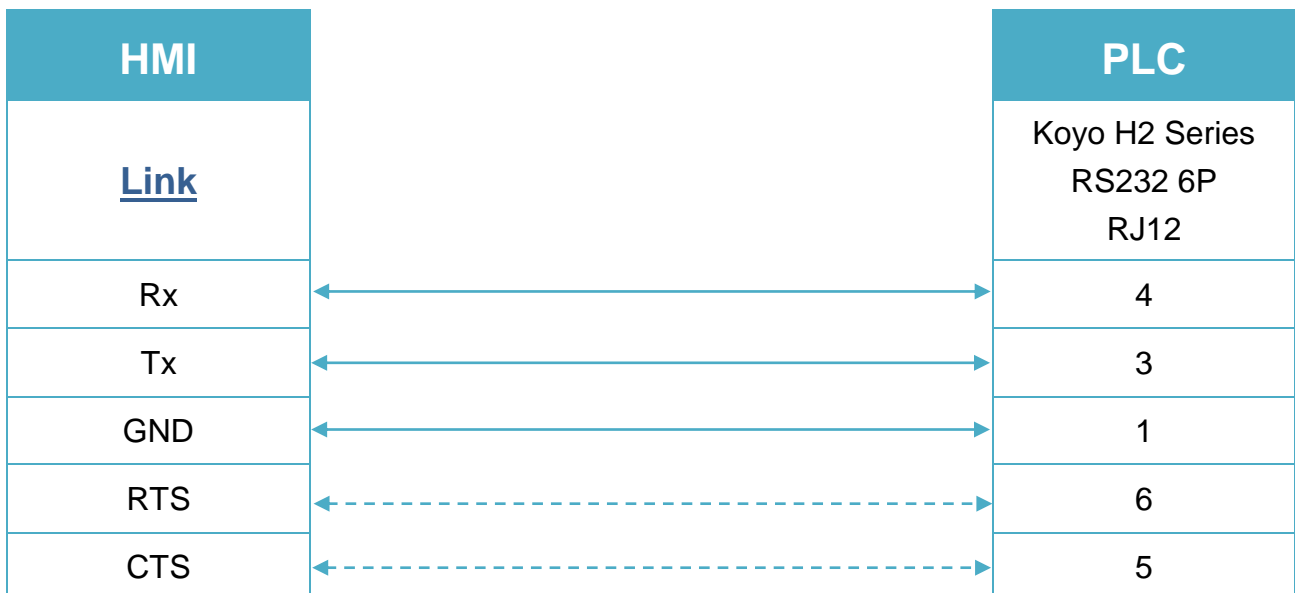 HMI PLC
Link
Koyo H2 Series
RS232 6P
RJ12
Rx 4
Tx 3
GND 1
RTS 6
CTS 5